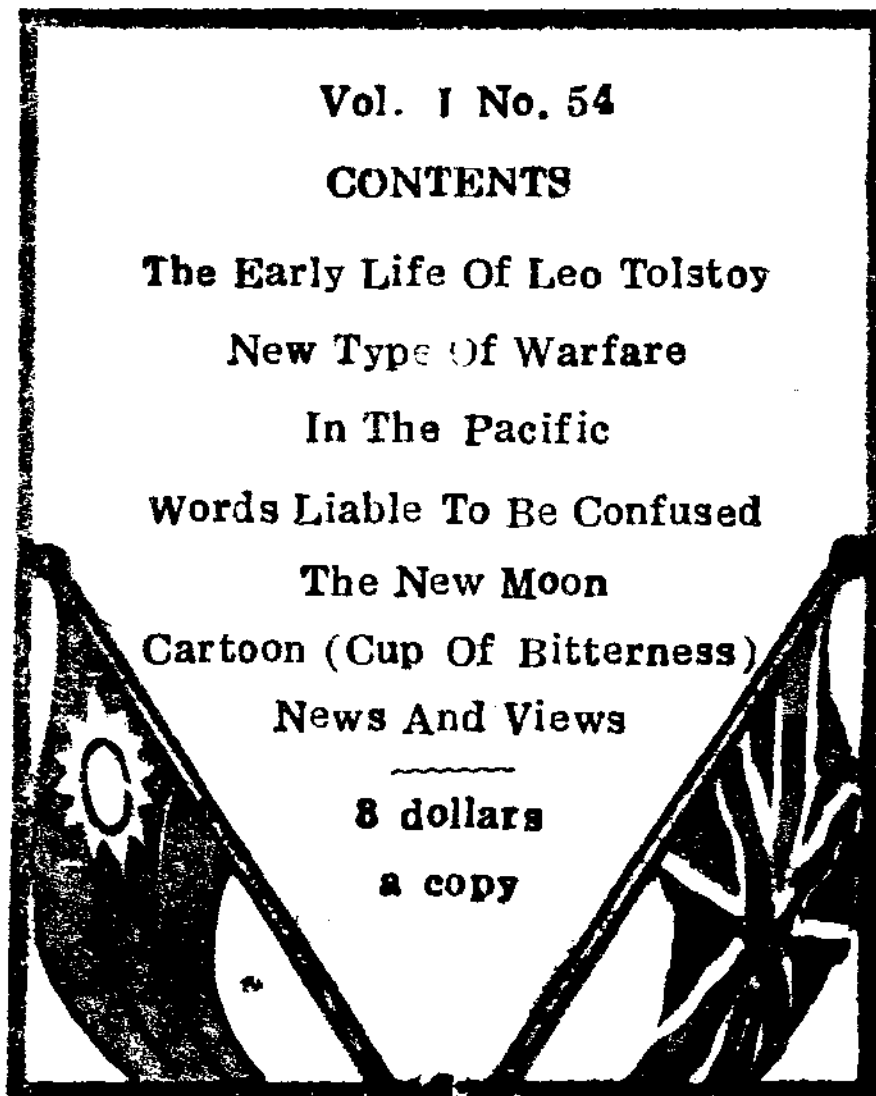 Vol. I No. 54
CONTENTS
The Early Life Of Leo Tolstoy
New Type Of Warfare
In The Pacific
Words Liable To Be Confused
The New Moon
Cartoon (Cup Of Bitterness)
News And Views
8 dollars
a copy